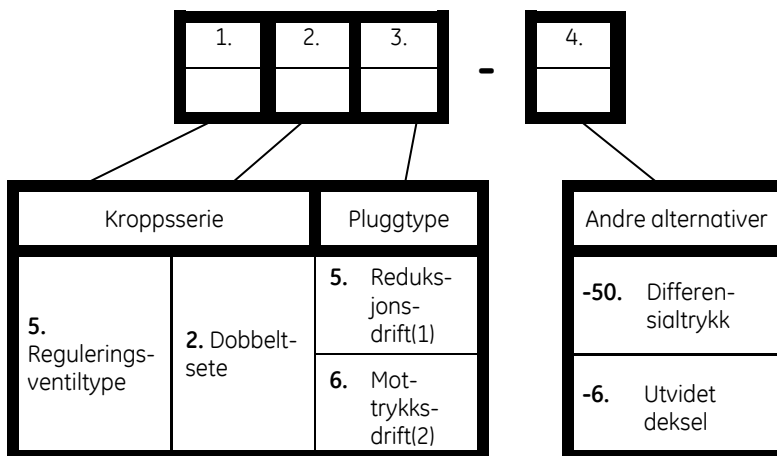 1. 2. 3. - 4.
Kroppsserie Pluggtype Andre alternativer
5.
Regulerings-
ventiltype
2. Dobbelt-
sete
5. Reduks-
jons-
drift(1)
6. Mot-
trykks-
drift(2)
-50. Differen-
sialtrykk
-6. Utvidet
deksel